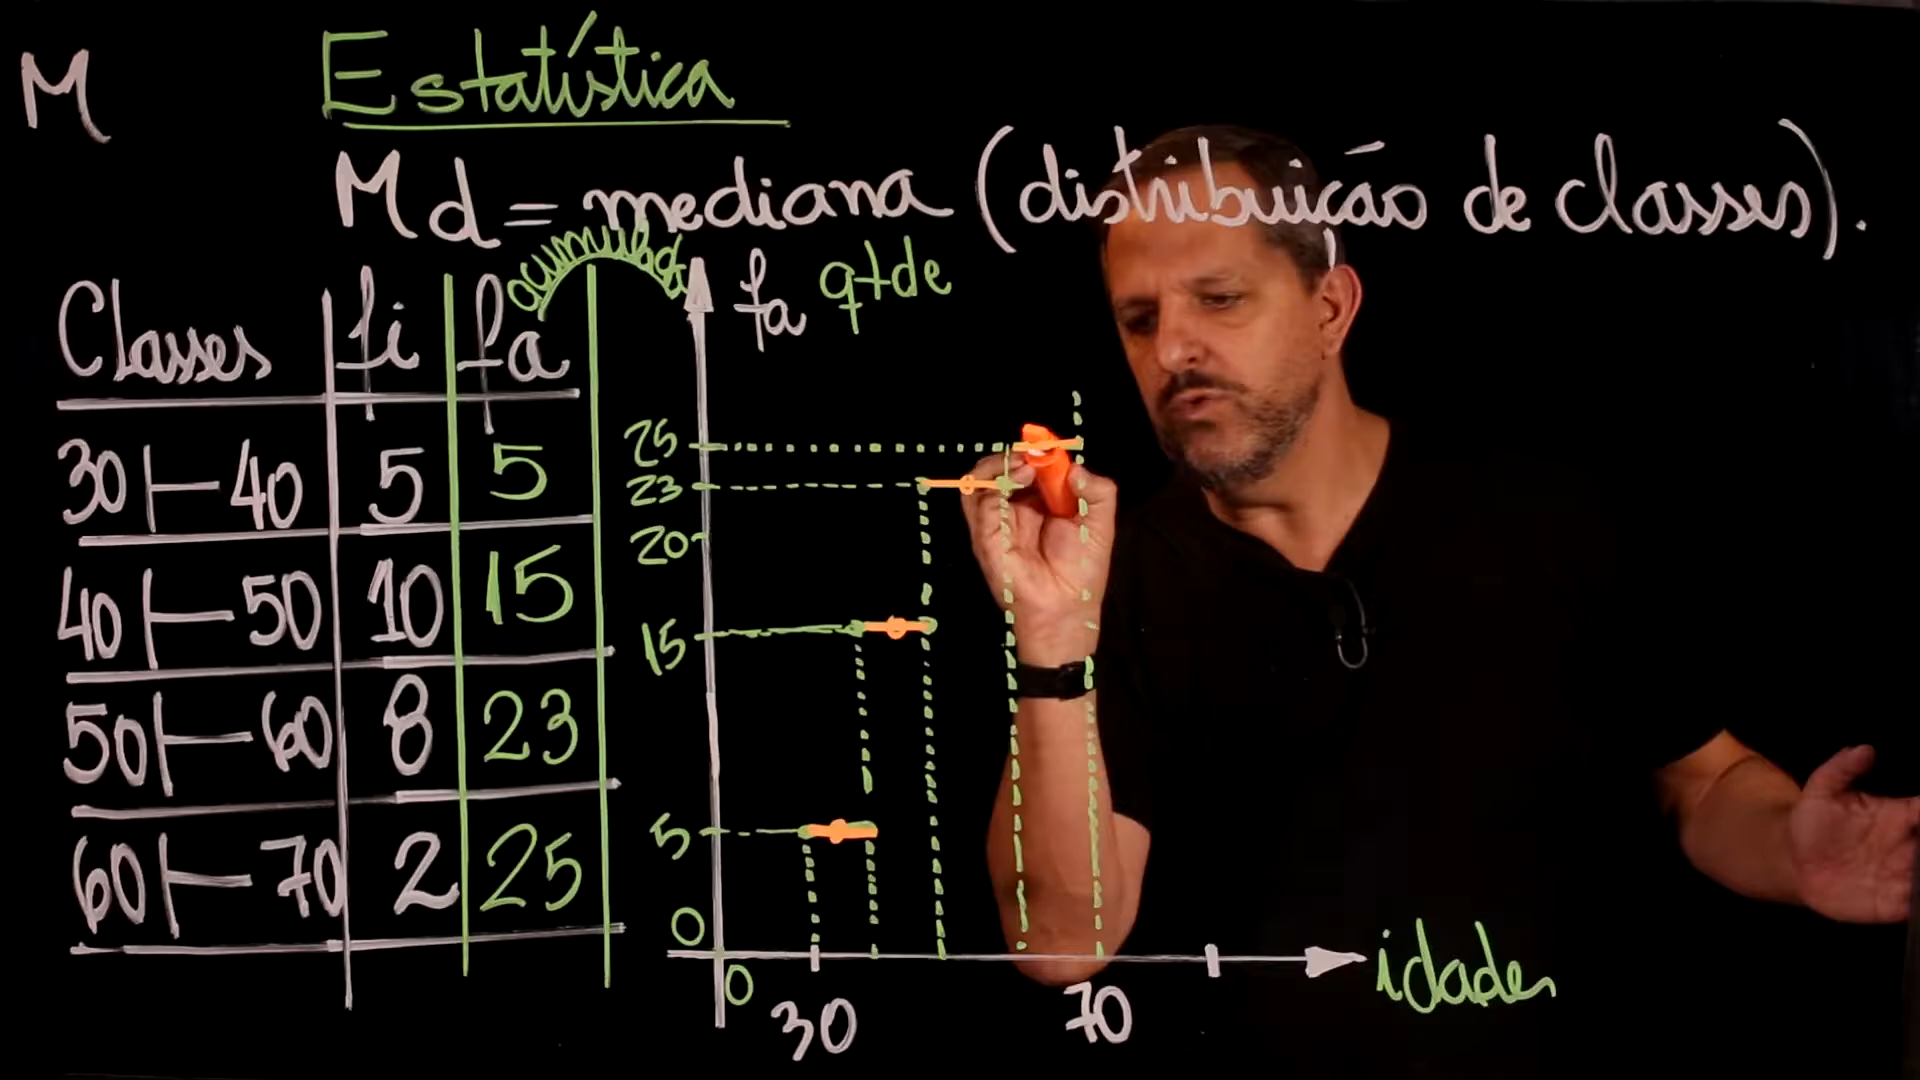 M
Estatística
Md = mediana (distribuição de classes).
Classes fi fa acumulada
30 |— 40 5 5
40 |— 50 10 15
50 |— 60 8 23
60 |— 70 2 25
fa qtde
25
23
20
15
5
0
0 30 70 idades